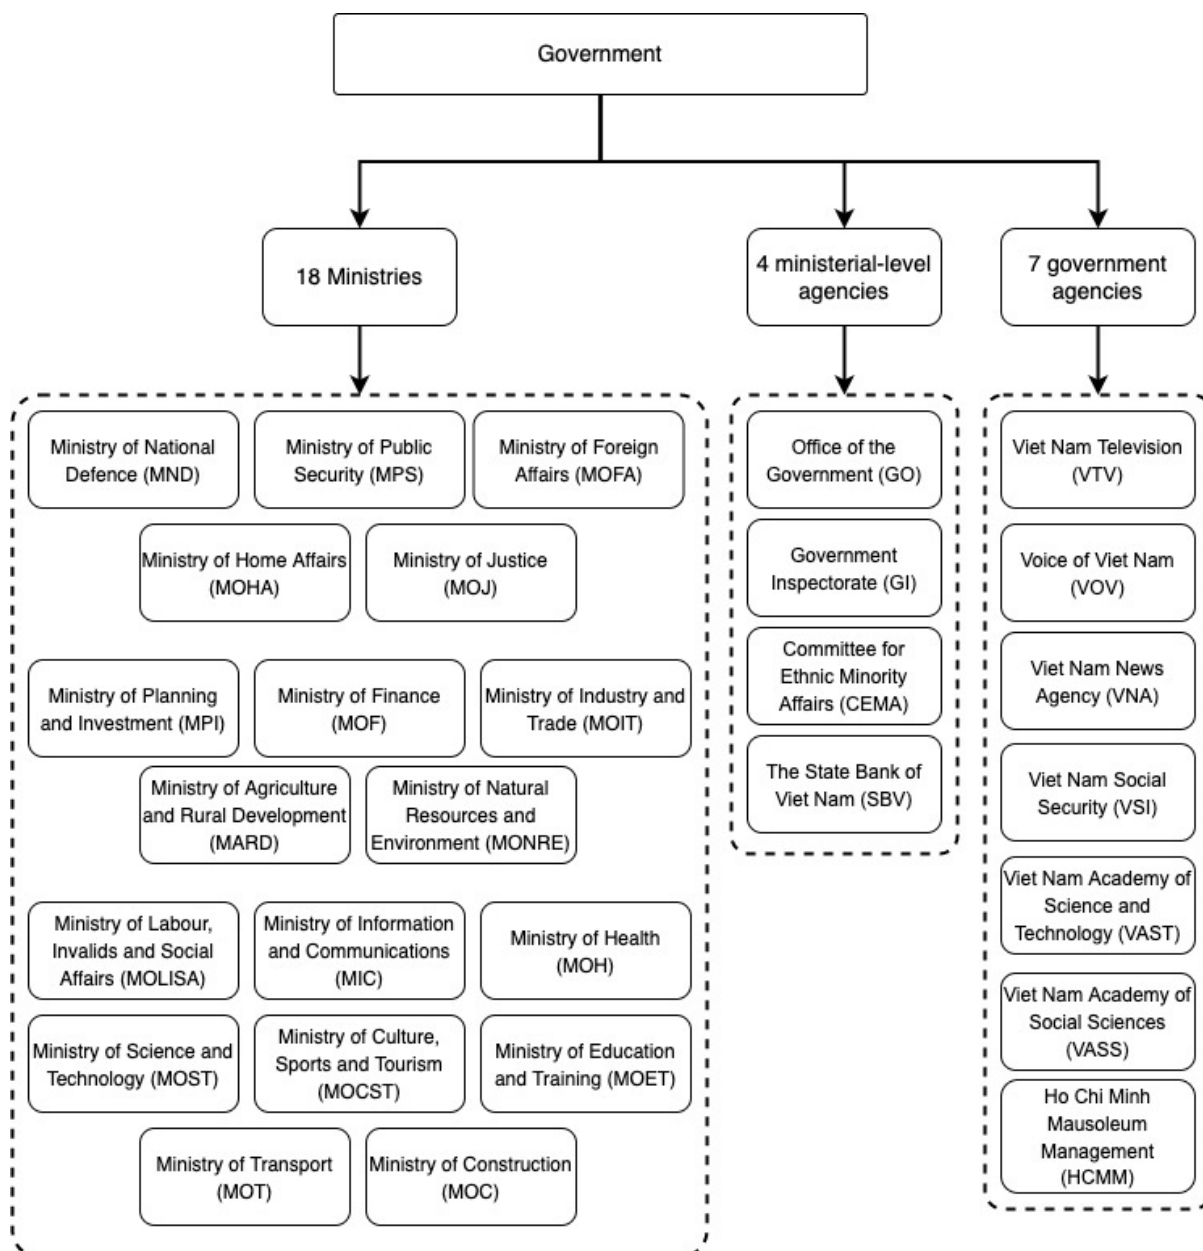 Government
18 Ministries
4 ministerial-level
agencies
7 government
agencies
Ministry of National
Defence (MND)
Ministry of Public
Security (MPS)
Ministry of Foreign
Affairs (MOFA)
Ministry of Home Affairs
(MOHA)
Ministry of Justice
(MOJ)
Ministry of Planning
and Investment (MPI)
Ministry of Finance
(MOF)
Ministry of Industry and
Trade (MOIT)
Ministry of Agriculture
and Rural Development
(MARD)
Ministry of Natural
Resources and
Environment (MONRE)
Ministry of Labour,
Invalids and Social
Affairs (MOLISA)
Ministry of Information
and Communications
(MIC)
Ministry of Health
(MOH)
Ministry of Science and
Technology (MOST)
Ministry of Culture,
Sports and Tourism
(MOCST)
Ministry of Education
and Training (MOET)
Ministry of Transport
(MOT)
Ministry of Construction
(MOC)
Office of the
Government (GO)
Government
Inspectorate (GI)
Committee for
Ethnic Minority
Affairs (CEMA)
The State Bank of
Viet Nam (SBV)
Viet Nam Television
(VTV)
Voice of Viet Nam
(VOV)
Viet Nam News
Agency (VNA)
Viet Nam Social
Security (VSI)
Viet Nam Academy of
Science and
Technology (VAST)
Viet Nam Academy of
Social Sciences
(VASS)
Ho Chi Minh
Mausoleum
Management
(HCMM)